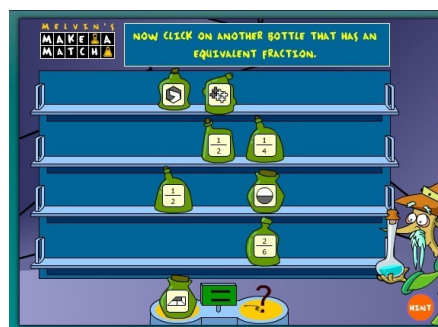 MELVIN'S
MAKE A
MATCH
NOW CLICK ON ANOTHER BOTTLE THAT HAS AN
EQUIVALENT FRACTION.
1/2
1/4
1/2
2/6
=
?
HINT